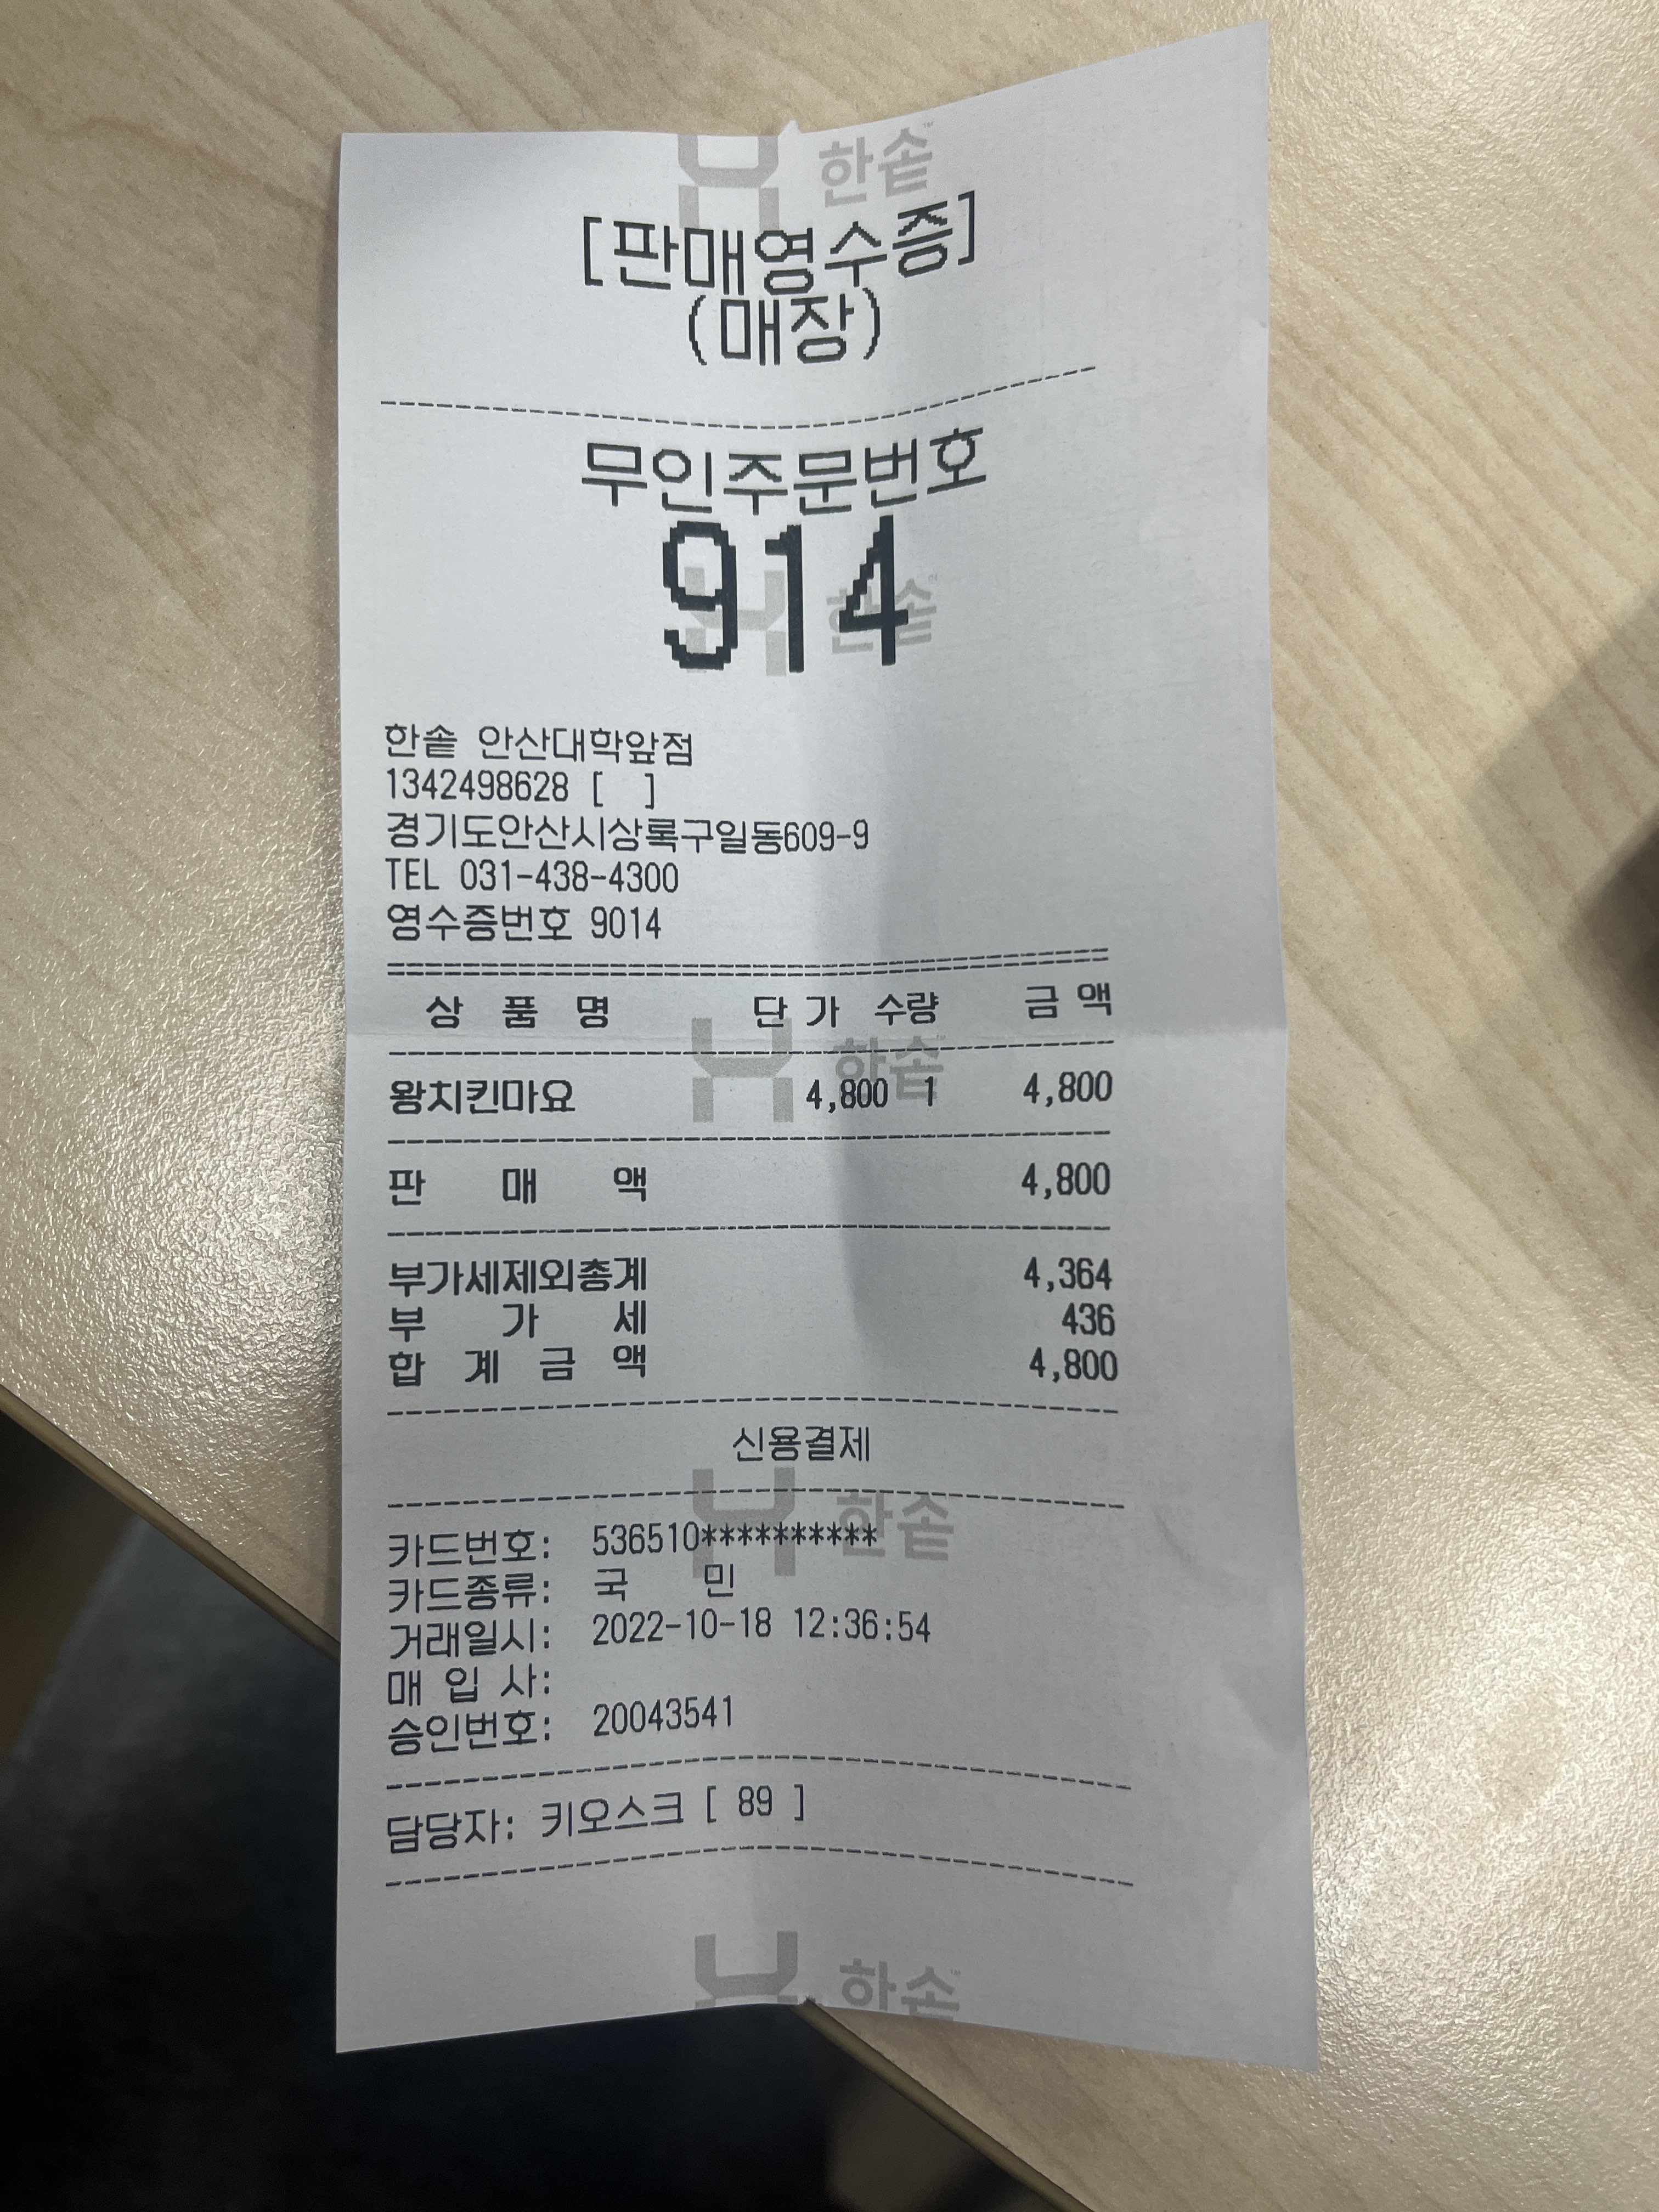 한솥
[판매영수증]
(매장)
무인주문번호
914
한솥
한솥 안산대학앞점
1342498628 [ ]
경기도안산시상록구일동609-9
TEL 031-438-4300
영수증번호 9014
상 품 명 단 가 수량 금 액
한솥
왕치킨마요 4,800 1 4,800
판 매 액 4,800
부가세제외총계 4,364
부 가 세 436
합 계 금 액 4,800
신용결제
한솥
카드번호: 536510**********
카드종류: 국 민
거래일시: 2022-10-18 12:36:54
매 입 사:
승인번호: 20043541
담당자: 키오스크 [ 89 ]
한솥